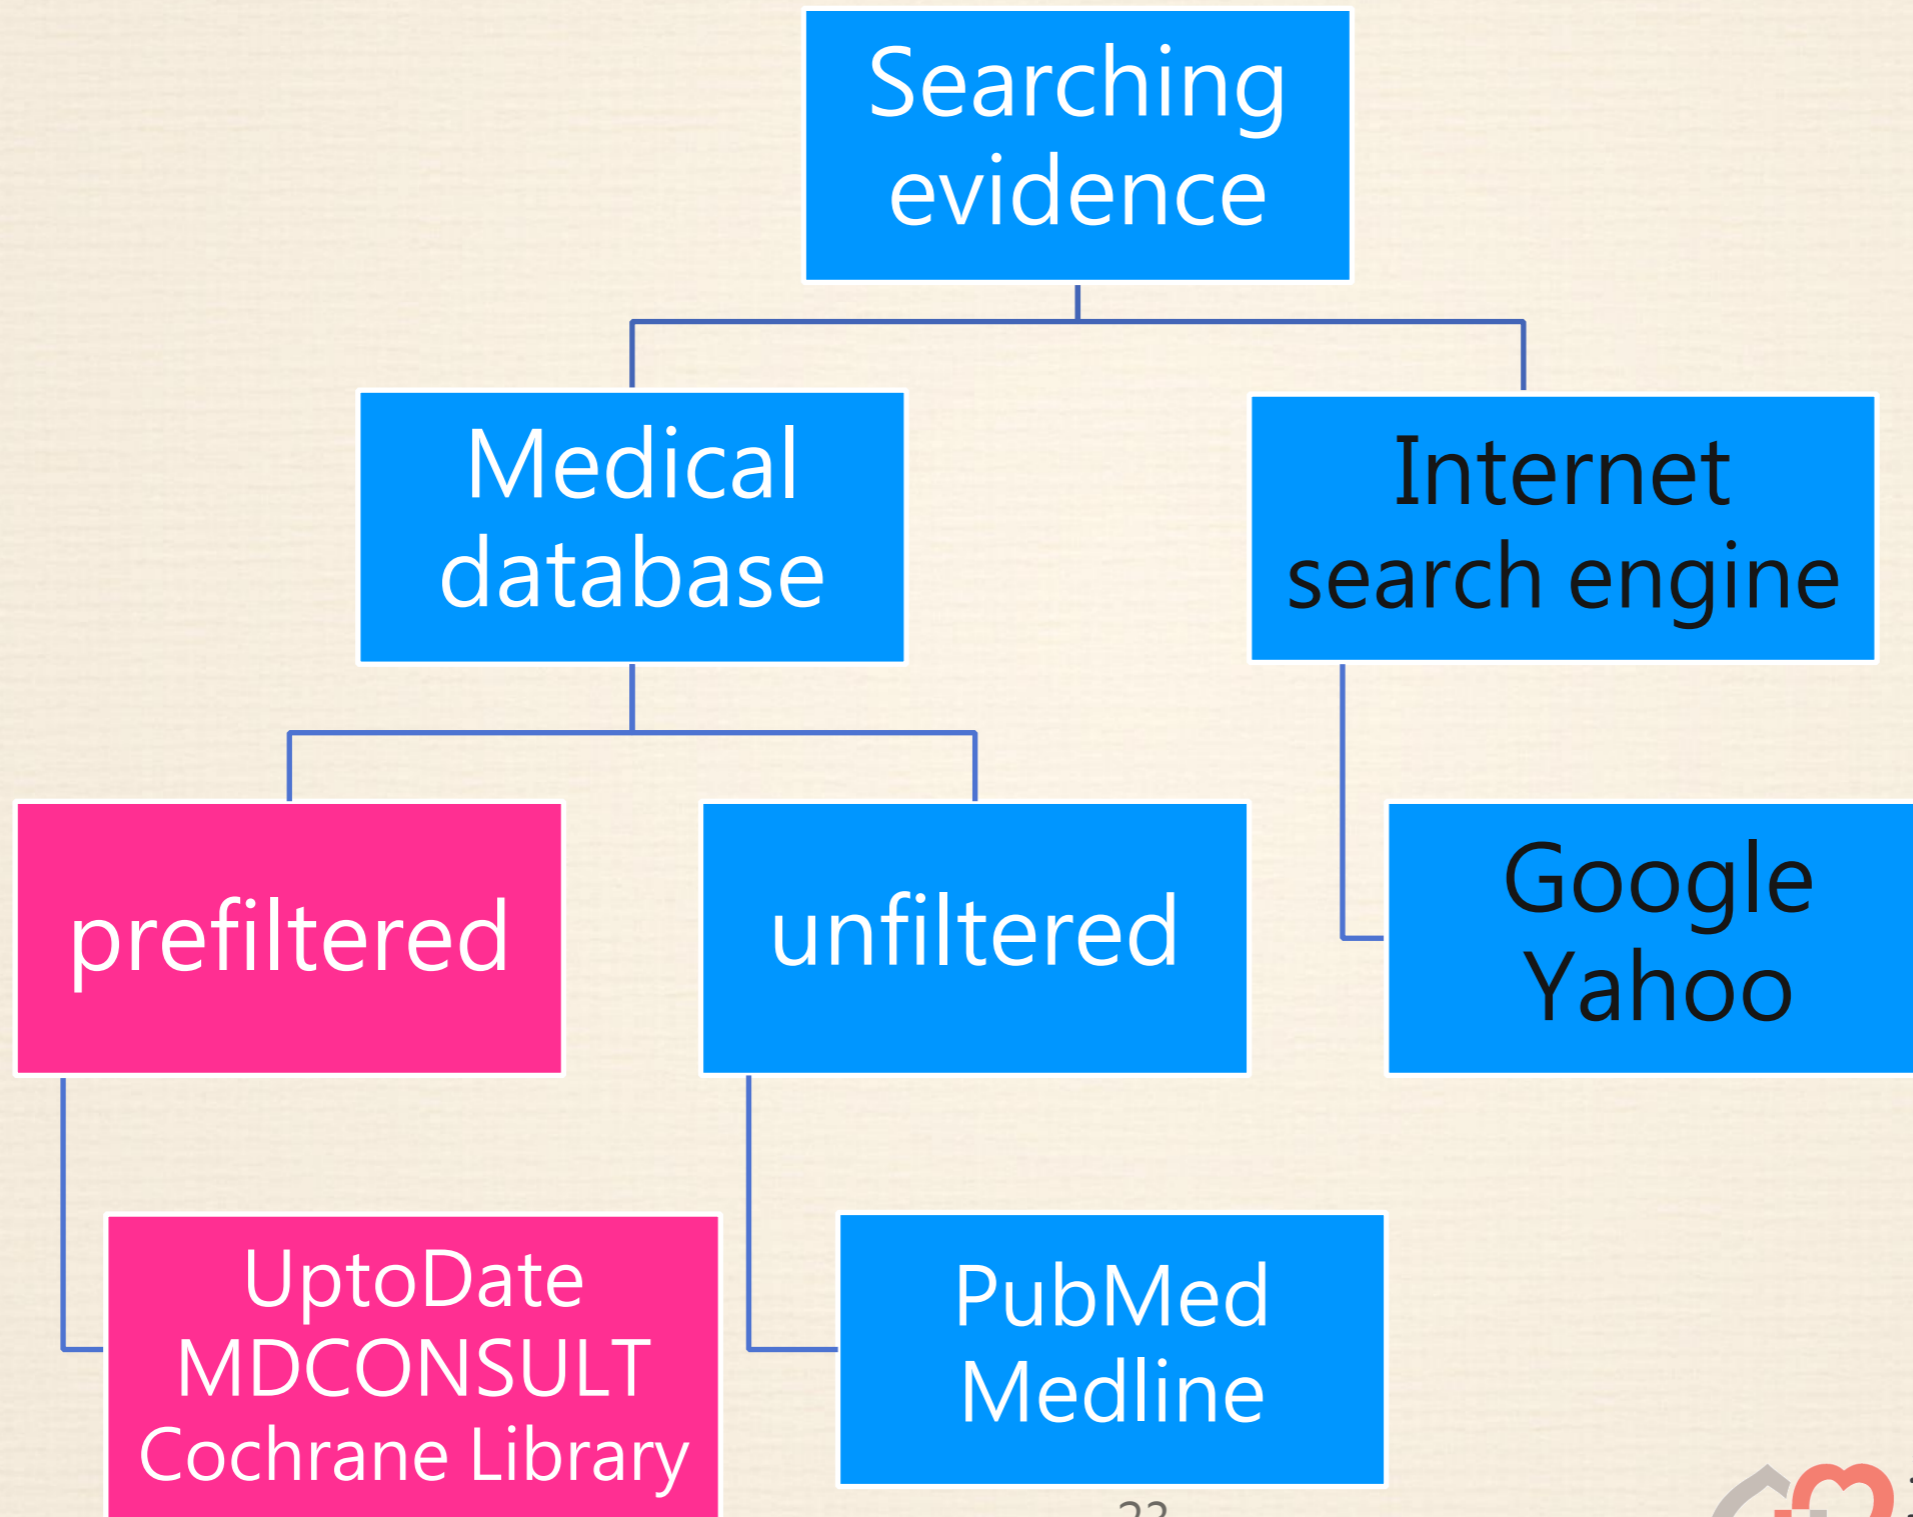 Searching
evidence
Medical
database
Internet
search engine
prefiltered
unfiltered
Google
Yahoo
UptoDate
MDCONSULT
Cochrane Library
PubMed
Medline